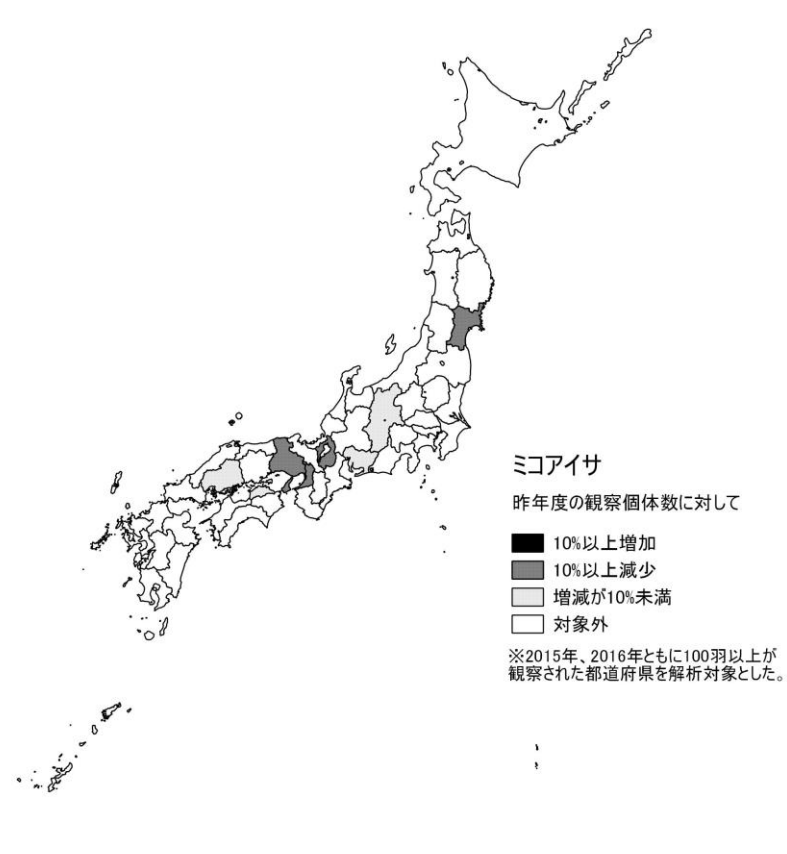 ミコアイサ
昨年度の観察個体数に対して
10%以上増加
10%以上減少
増減が10%未満
対象外
※2015年、2016年ともに100羽以上が
観察された都道府県を解析対象とした。